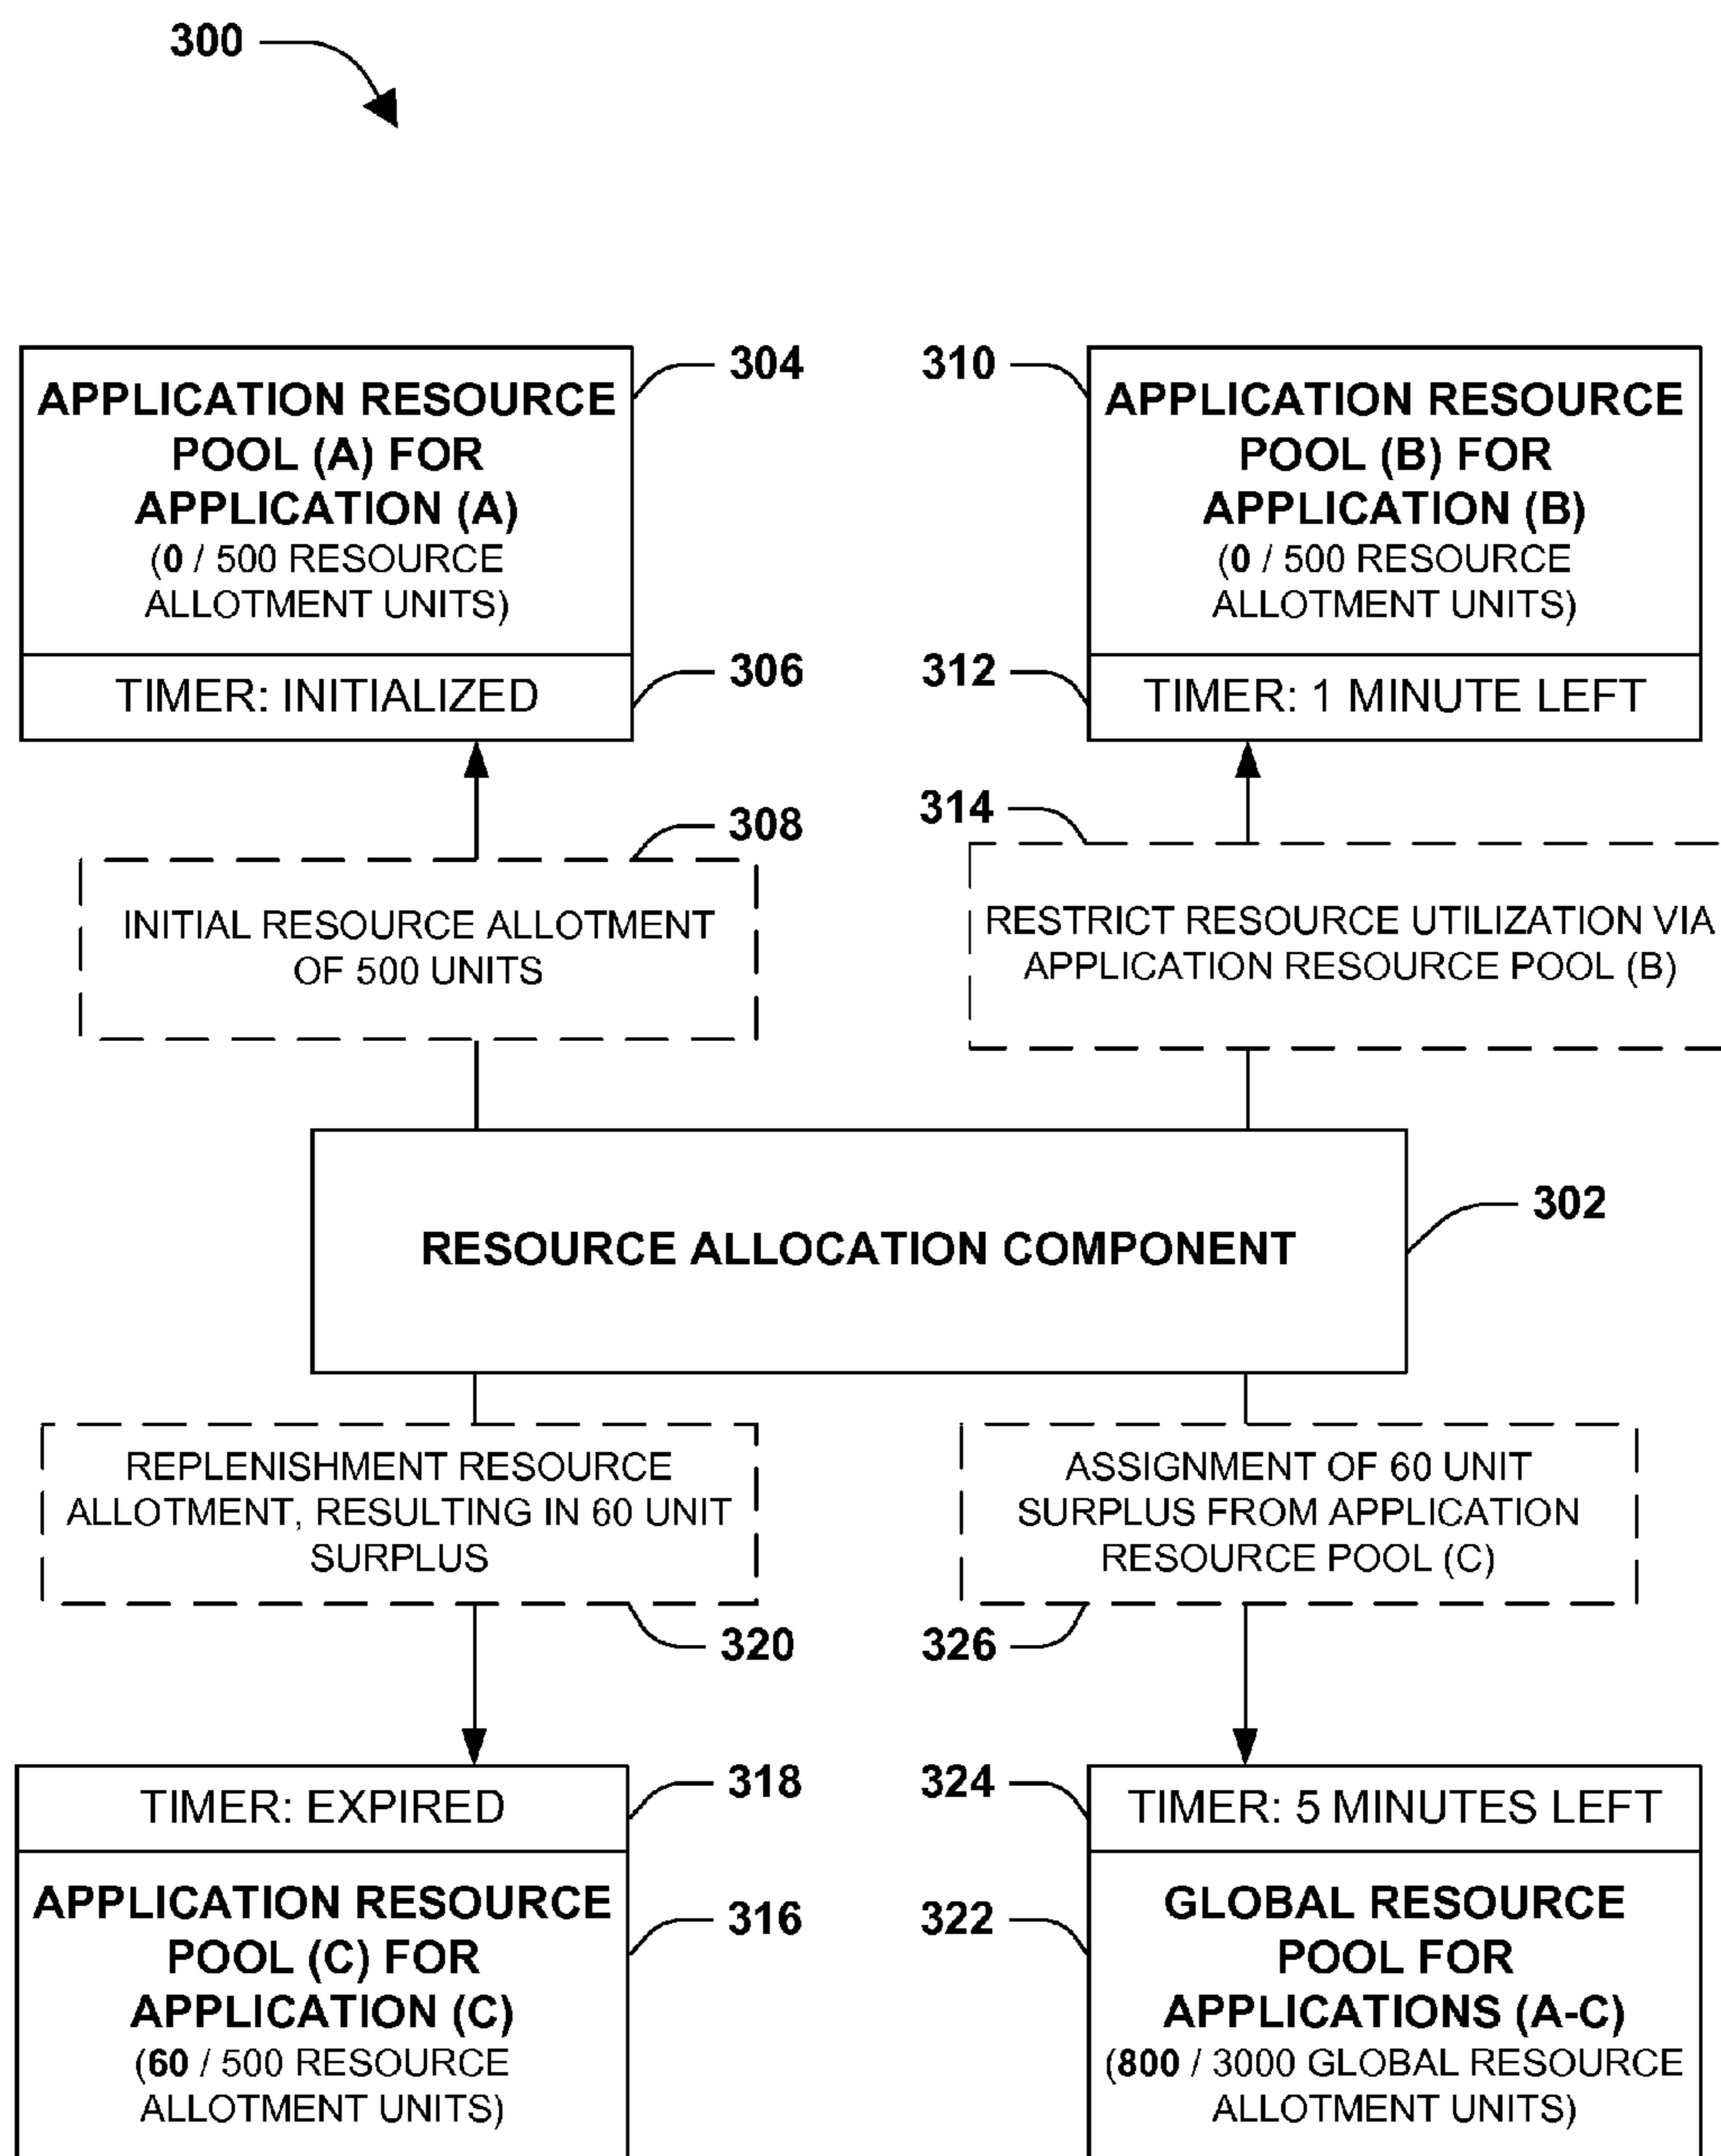 300
304
APPLICATION RESOURCE
POOL (A) FOR
APPLICATION (A)
(0 / 500 RESOURCE
ALLOTMENT UNITS)
306
TIMER: INITIALIZED
310
APPLICATION RESOURCE
POOL (B) FOR
APPLICATION (B)
(0 / 500 RESOURCE
ALLOTMENT UNITS)
312
TIMER: 1 MINUTE LEFT
308
INITIAL RESOURCE ALLOTMENT
OF 500 UNITS
314
RESTRICT RESOURCE UTILIZATION VIA
APPLICATION RESOURCE POOL (B)
RESOURCE ALLOCATION COMPONENT
302
REPLENISHMENT RESOURCE
ALLOTMENT, RESULTING IN 60 UNIT
SURPLUS
320
ASSIGNMENT OF 60 UNIT
SURPLUS FROM APPLICATION
RESOURCE POOL (C)
326
TIMER: EXPIRED
318
APPLICATION RESOURCE
POOL (C) FOR
APPLICATION (C)
(60 / 500 RESOURCE
ALLOTMENT UNITS)
316
324
TIMER: 5 MINUTES LEFT
322
GLOBAL RESOURCE
POOL FOR
APPLICATIONS (A-C)
(800 / 3000 GLOBAL RESOURCE
ALLOTMENT UNITS)